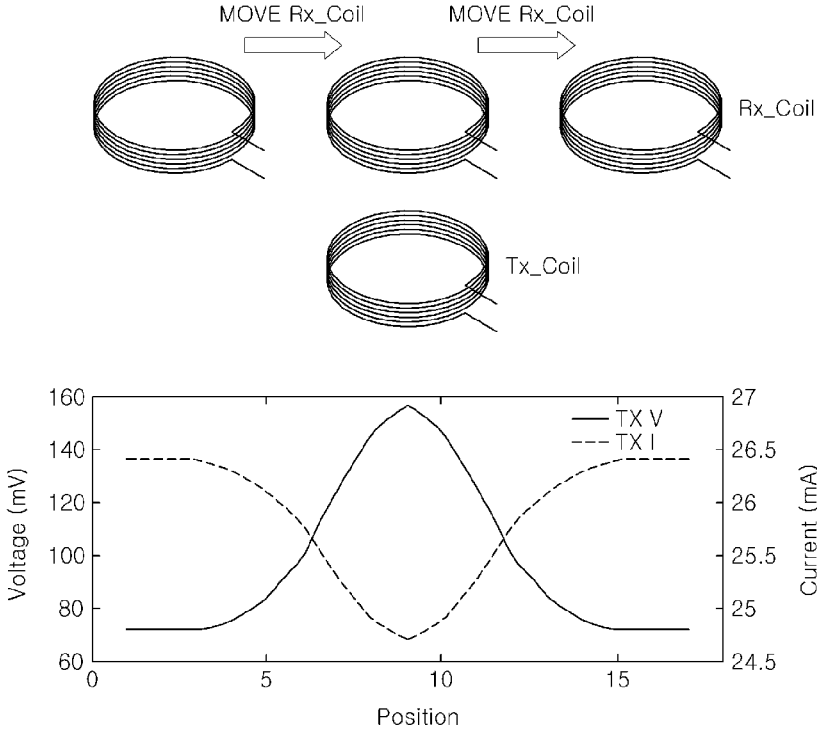 MOVE Rx_Coil
MOVE Rx_Coil
Rx_Coil
Tx_Coil
160
140
120
100
80
60
Voltage (mV)
27
26.5
26
25.5
25
24.5
Current (mA)
TX V
TX I
0
5
10
15
Position